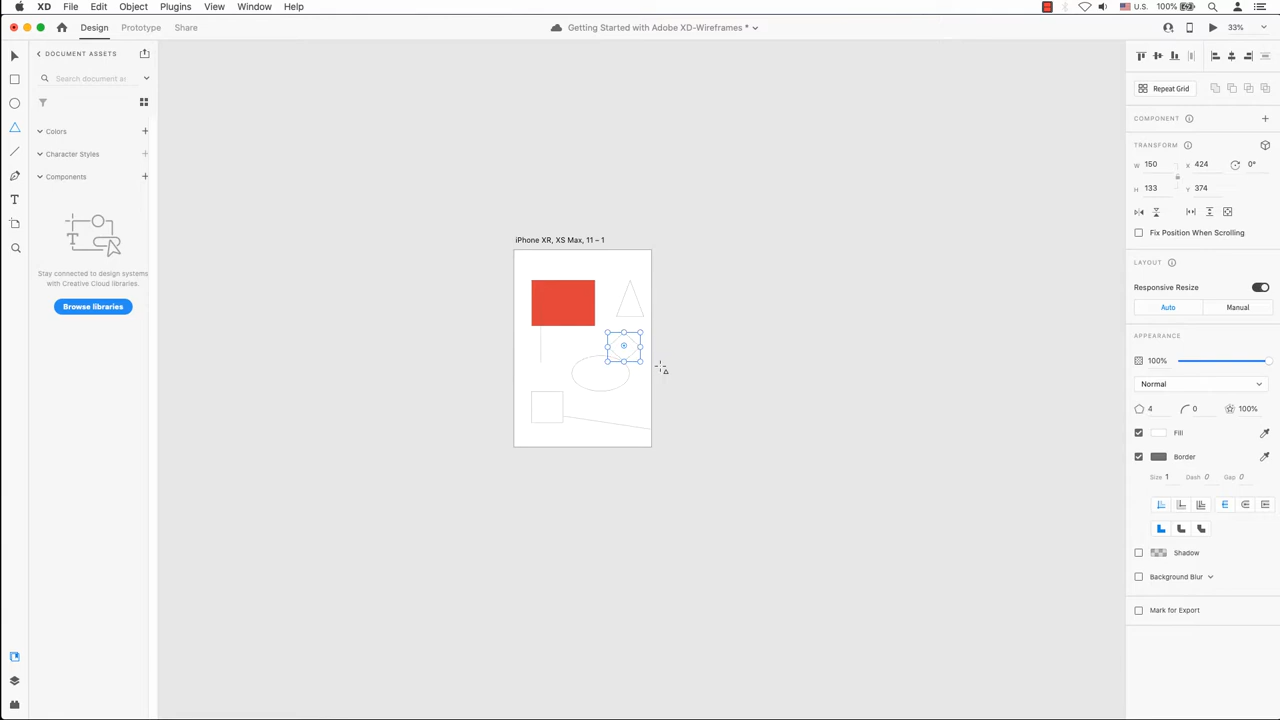 XD File Edit Object Plugins View Window Help U.S. 100%
Design Prototype Share Getting Started with Adobe XD-Wireframes * 33%
DOCUMENT ASSETS
Search document as
Colors
Character Styles
Components
Stay connected to design systems
with Creative Cloud libraries.
Browse libraries
iPhone XR, XS Max, 11 – 1
Repeat Grid
COMPONENT
TRANSFORM
W 150 X 424 0°
H 133 Y 374
Fix Position When Scrolling
LAYOUT
Responsive Resize
Auto Manual
APPEARANCE
100%
Normal
4 0 100%
Fill
Border
Size 1 Dash 0 Gap 0
Shadow
Background Blur
Mark for Export